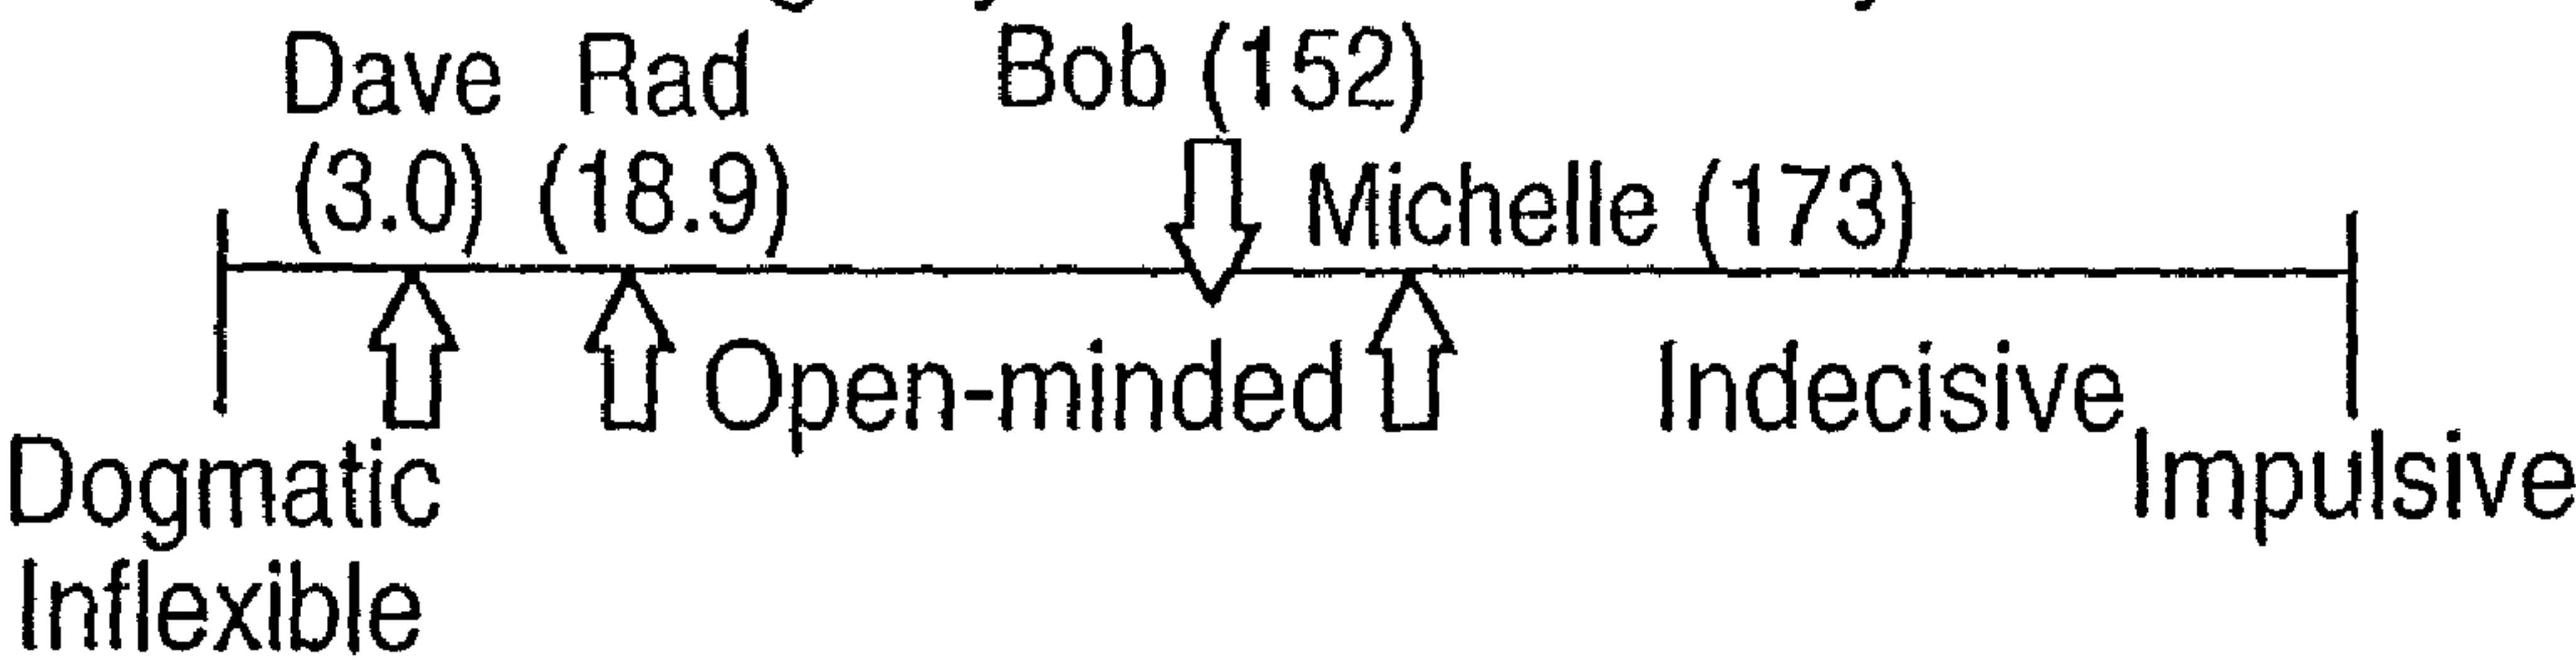 Dave Rad Bob (152)
(3.0) (18.9) Michelle (173)
Open-minded Indecisive
Dogmatic Impulsive
Inflexible